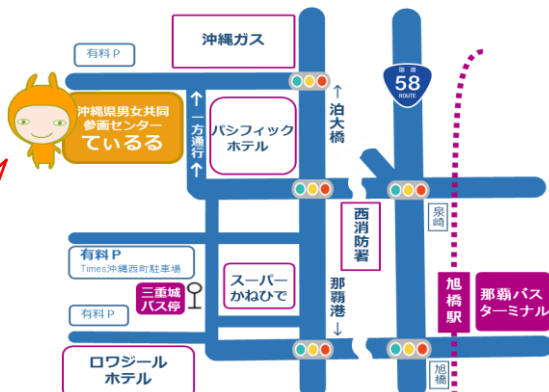 沖縄ガス
有料P
国道
58
ROUTE
沖縄県男女共同
参画センター
ているる
↑一方通行↑
パシフィック
ホテル
↑泊大橋
西消防署
泉崎
有料P
Times沖縄西町駐車場
三重城
バス停
スーパー
かねひで
那覇港↓
旭橋駅
那覇バス
ターミナル
有料P
ロワジール
ホテル
旭橋